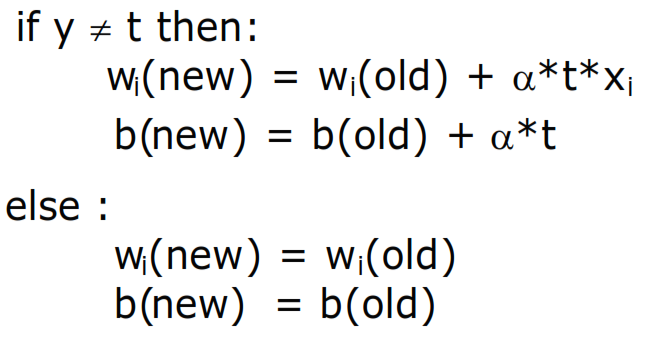 if y ≠ t then:
wᵢ(new) = wᵢ(old) + α*t*xᵢ
b(new) = b(old) + α*t
else :
wᵢ(new) = wᵢ(old)
b(new) = b(old)